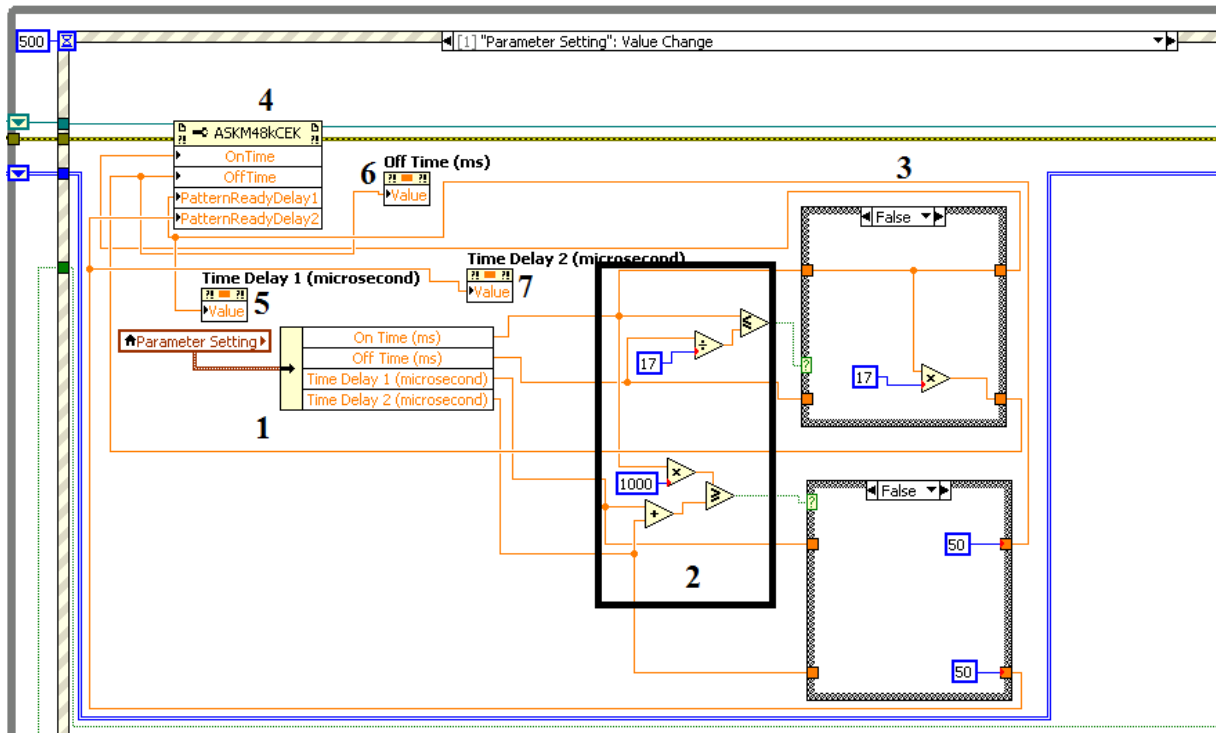 500
[1] "Parameter Setting": Value Change
4
ASKM48kCEK
OnTime
OffTime
PatternReadyDelay1
PatternReadyDelay2
6
Off Time (ms)
Value
3
False
Time Delay 2 (microsecond)
Value
7
Time Delay 1 (microsecond)
Value
5
Parameter Setting
On Time (ms)
Off Time (ms)
Time Delay 1 (microsecond)
Time Delay 2 (microsecond)
1
17
÷
≤
?
17
×
1000
×
+
≥
2
?
False
50
50